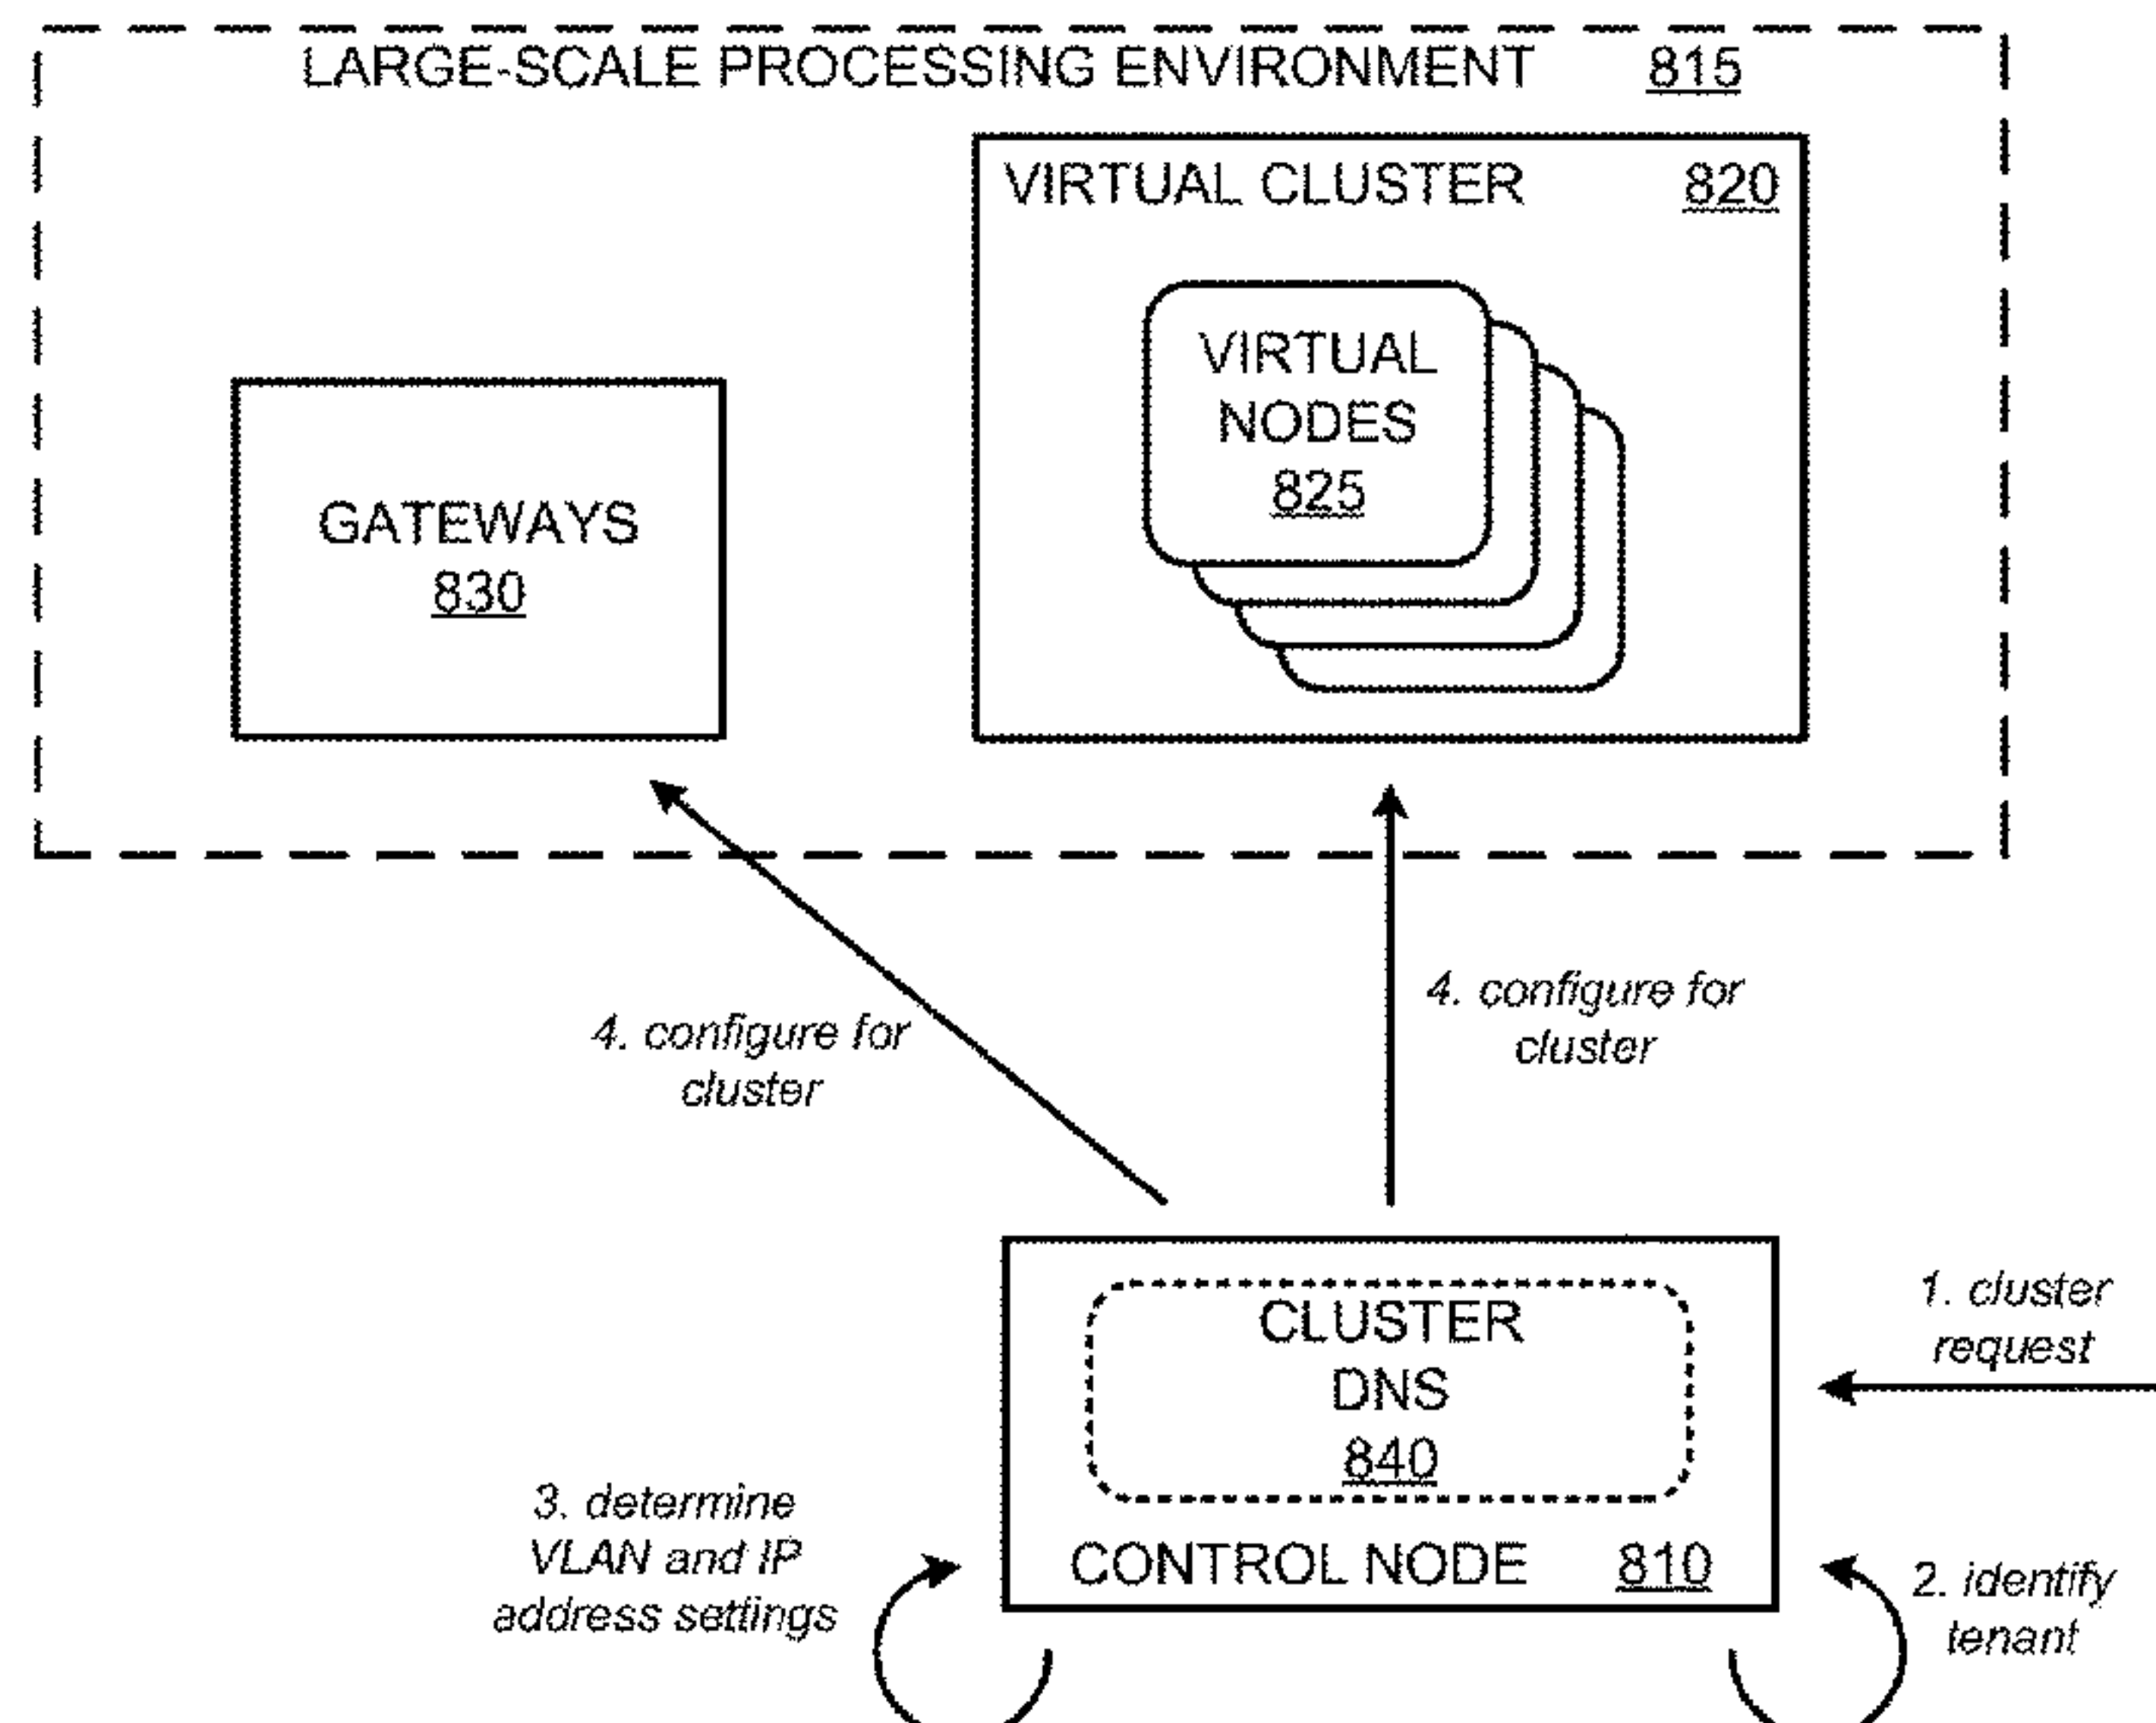 LARGE-SCALE PROCESSING ENVIRONMENT 815
VIRTUAL CLUSTER 820
VIRTUAL
NODES
825
GATEWAYS
830
4. configure for
cluster
4. configure for
cluster
CLUSTER
DNS
840
CONTROL NODE 810
1. cluster
request
3. determine
VLAN and IP
address settings
2. identify
tenant